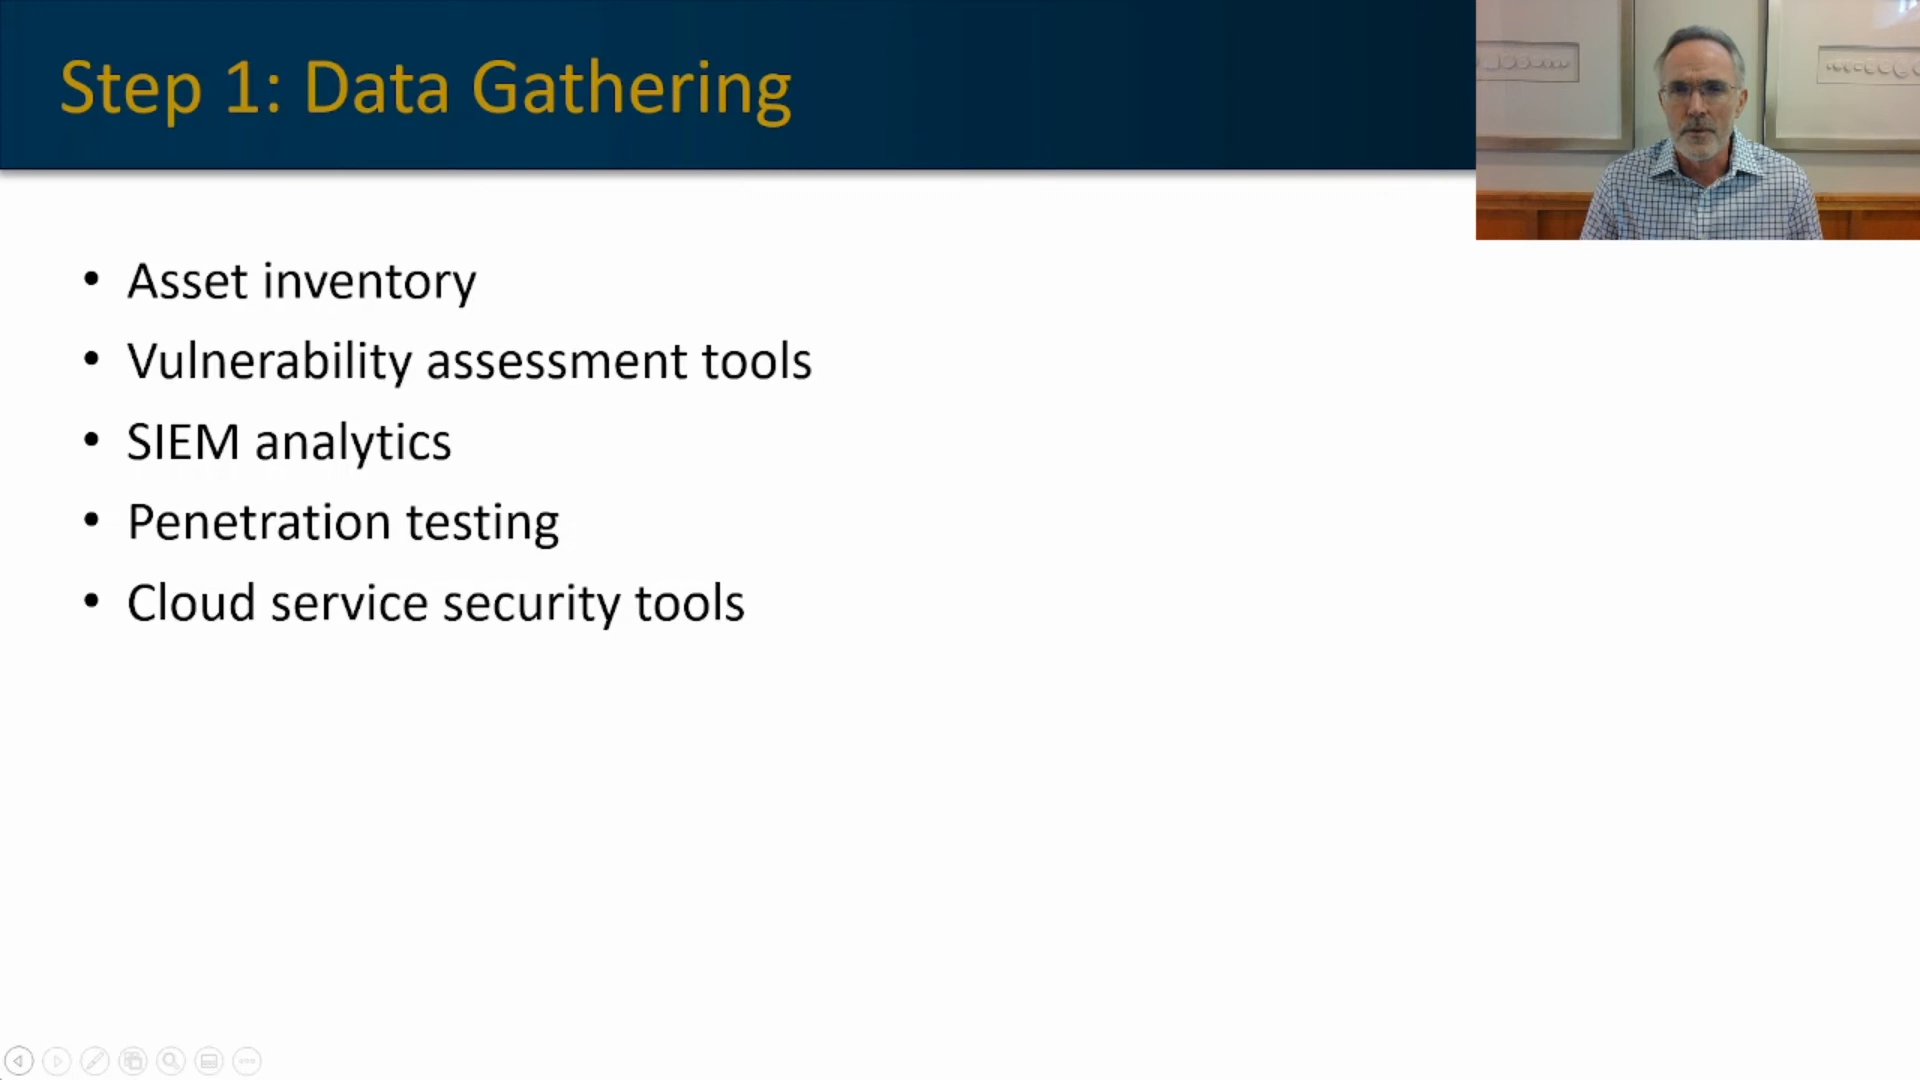 Step 1: Data Gathering
• Asset inventory
• Vulnerability assessment tools
• SIEM analytics
• Penetration testing
• Cloud service security tools